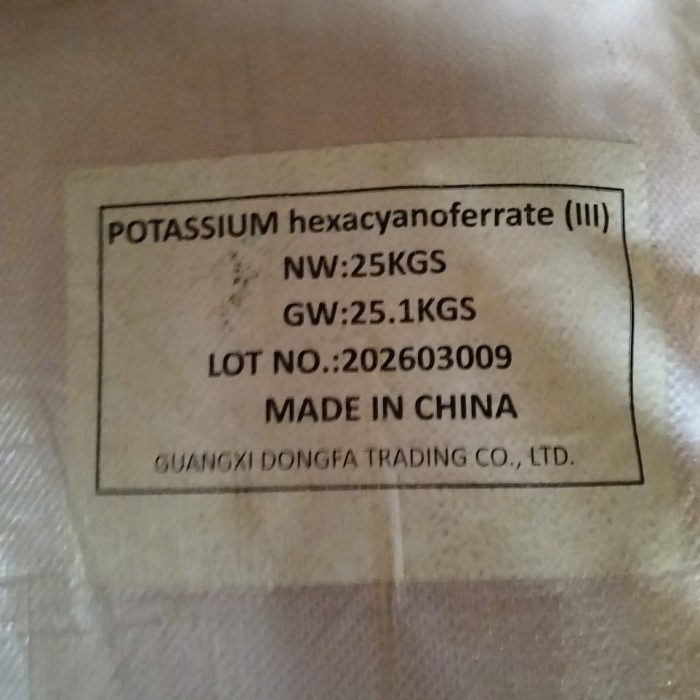 POTASSIUM hexacyanoferrate (III)
NW:25KGS
GW:25.1KGS
LOT NO.:202603009
MADE IN CHINA
GUANGXI DONGFA TRADING CO., LTD.